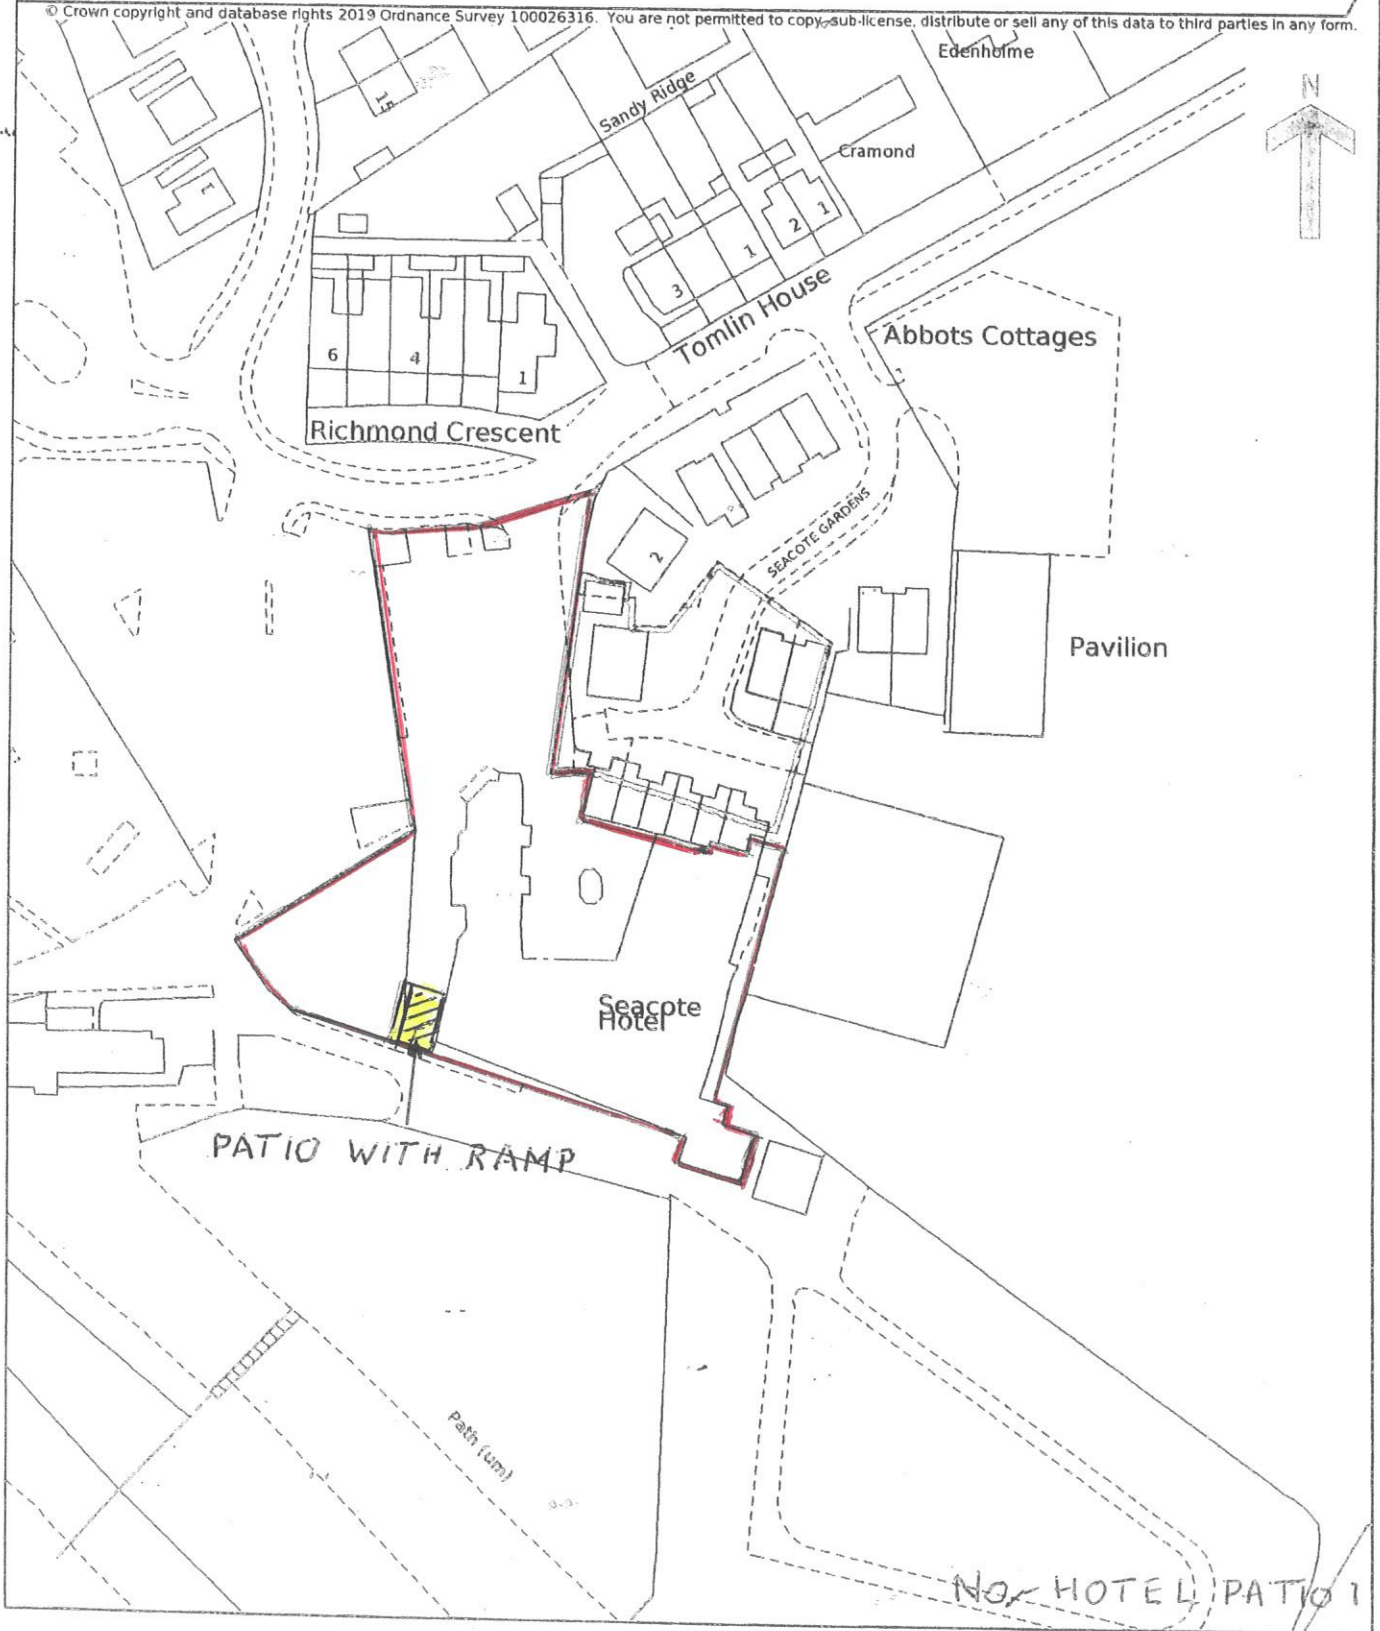 © Crown copyright and database rights 2019 Ordnance Survey 100026316. You are not permitted to copy, sub-license, distribute or sell any of this data to third parties in any form.
Edenholme
N
15
Sandy Ridge
Cramond
1
2
1
3
Tomlin House
Abbots Cottages
6
4
1
Richmond Crescent
SEACOTE GARDENS
2
Pavilion
Seacote
Hotel
PATIO WITH RAMP
Path (um)
HOTEL PATIO 1